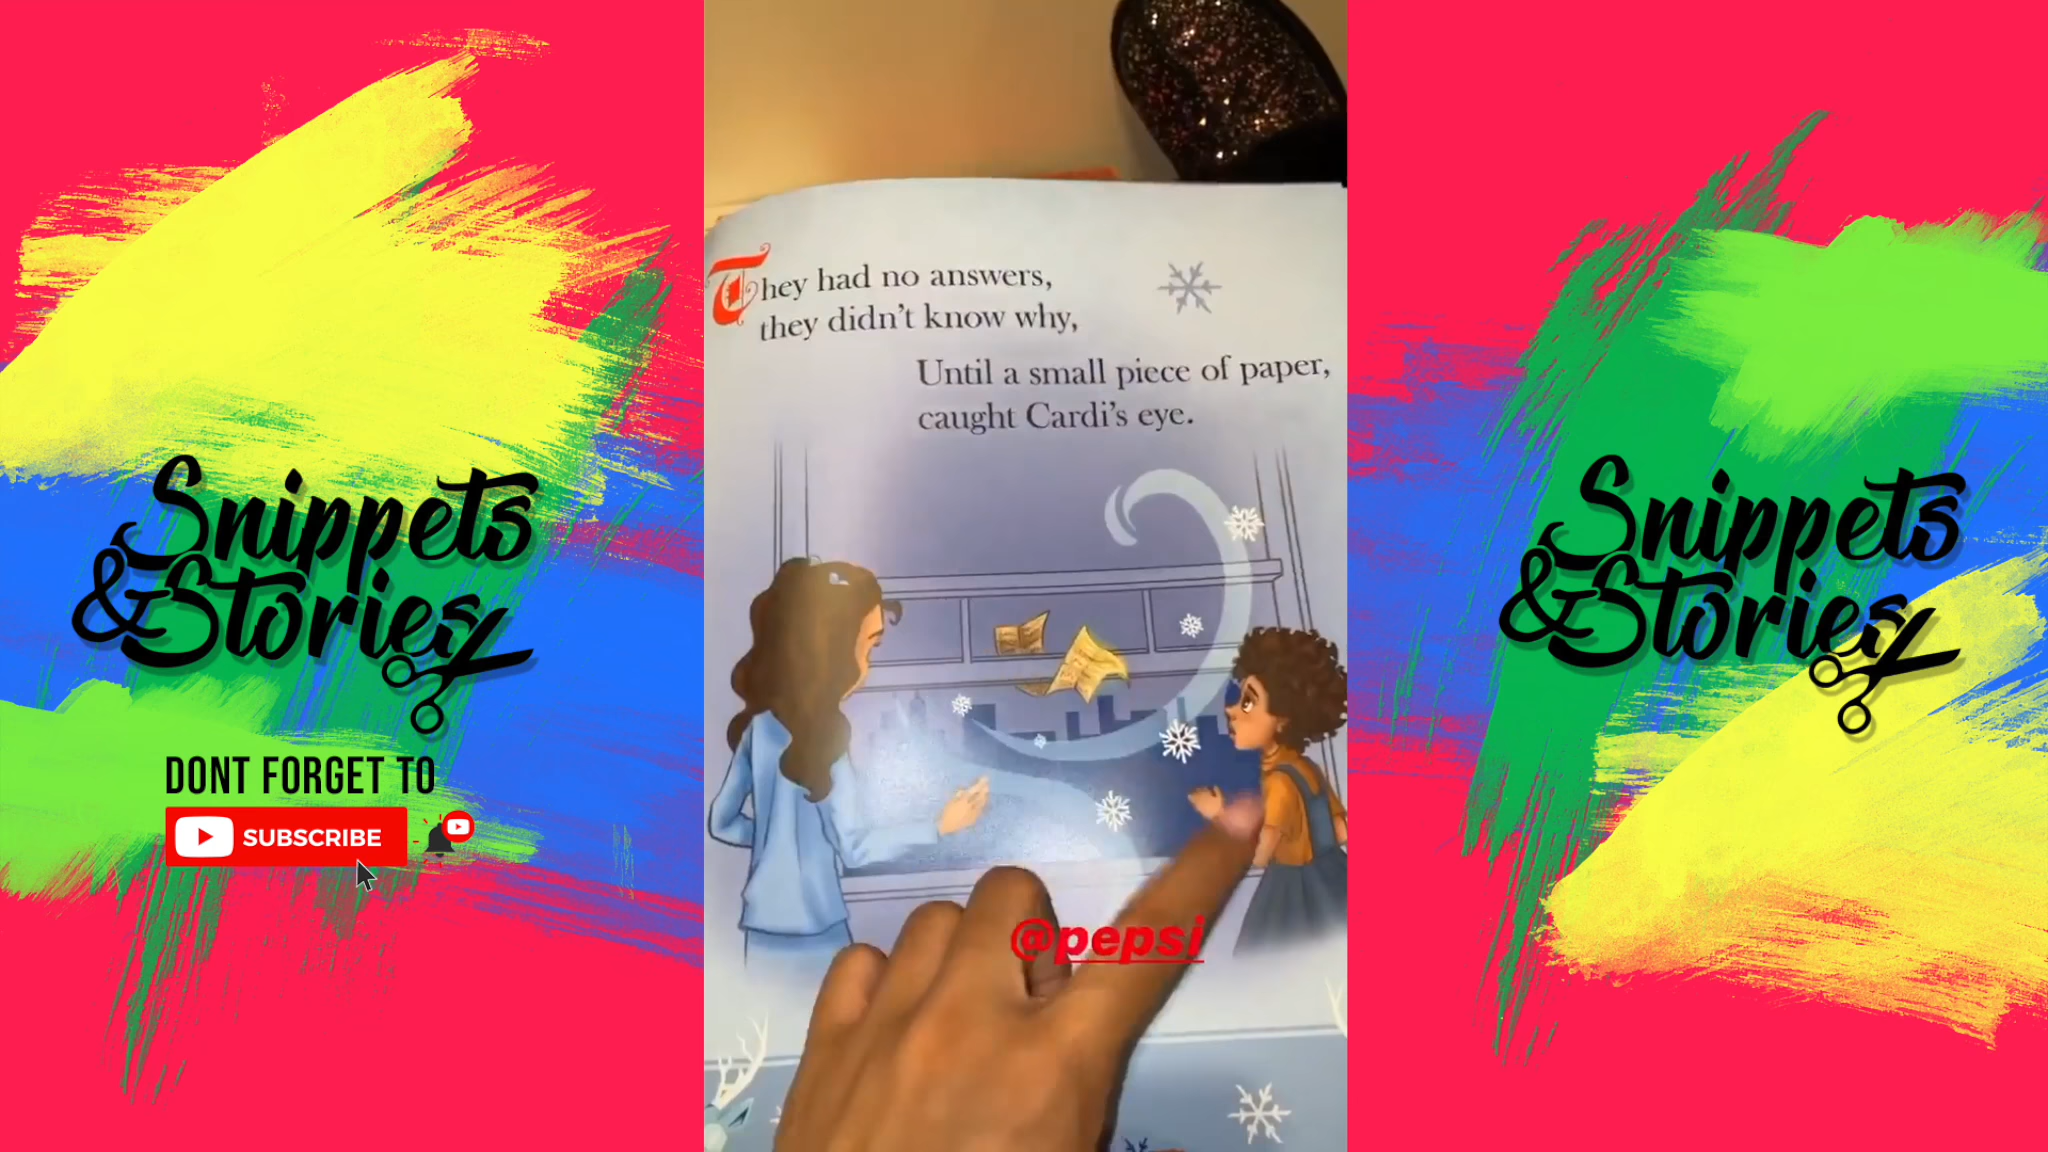 Snippets
&Stories
DONT FORGET TO
SUBSCRIBE
They had no answers,
they didn't know why,
Until a small piece of paper,
caught Cardi's eye.
@pepsi
Snippets
&Stories